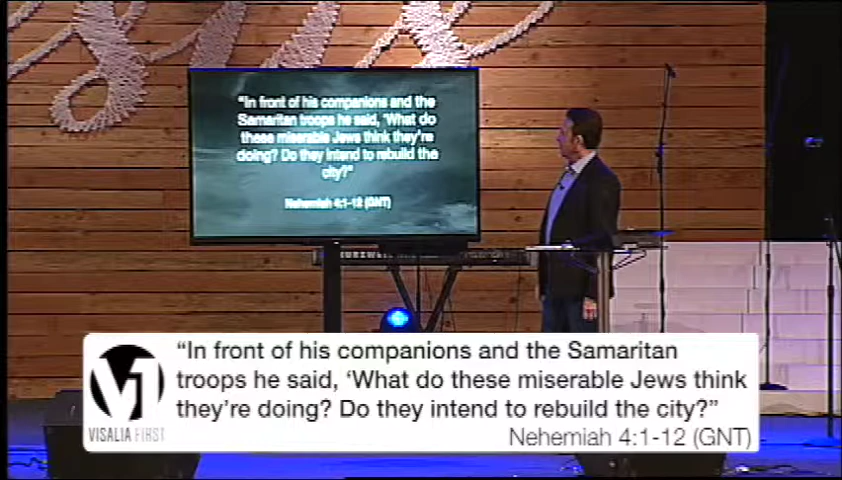 "In front of his companions and the
Samaritan troops he said, 'What do
these miserable Jews think they're
doing? Do they intend to rebuild the
city?"
Nehemiah 4:1-12 (GNT)
KURZWEIL
"In front of his companions and the Samaritan
troops he said, ‘What do these miserable Jews think
they’re doing? Do they intend to rebuild the city?”
Nehemiah 4:1-12 (GNT)
V1
VISALIA FIRST